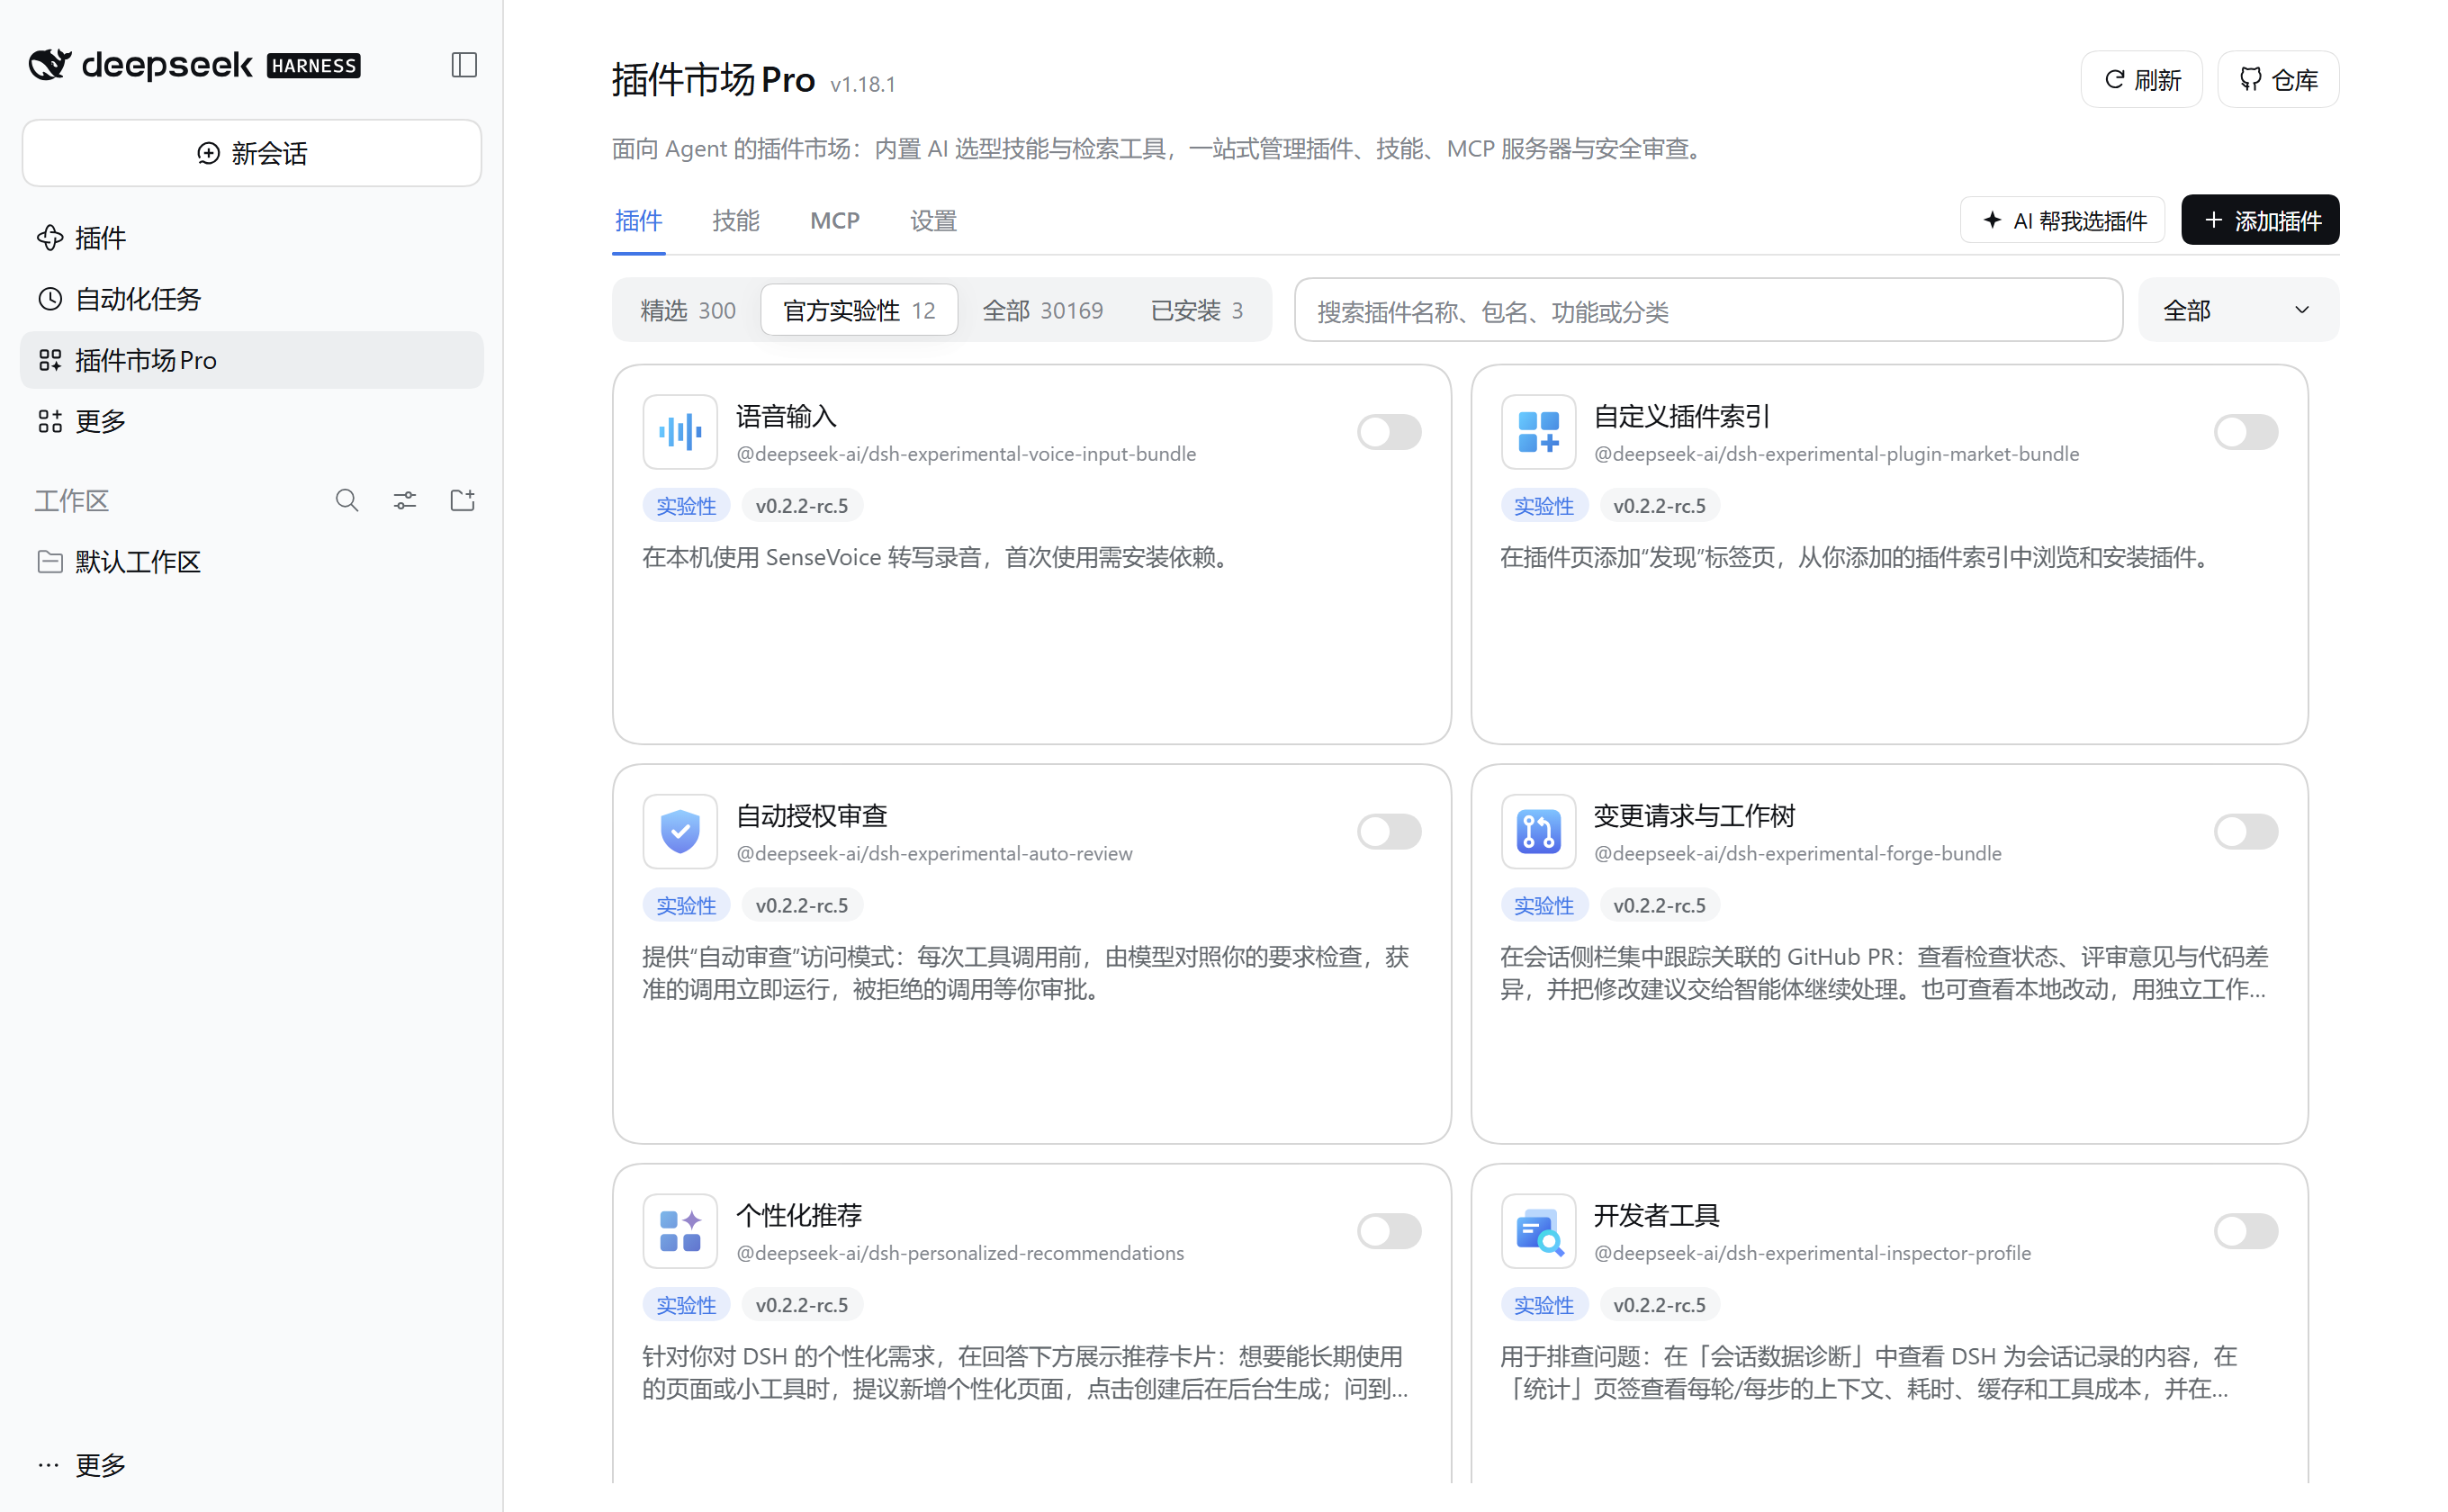 deepseek HARNESS
新会话
插件
自动化任务
插件市场Pro
更多
工作区
默认工作区
更多
插件市场Pro v1.18.1
刷新
仓库
面向 Agent 的插件市场：内置 AI 选型技能与检索工具，一站式管理插件、技能、MCP 服务器与安全审查。
插件 技能 MCP 设置
AI 帮我选插件
添加插件
精选 300 官方实验性 12 全部 30169 已安装 3
搜索插件名称、包名、功能或分类
全部
语音输入
@deepseek-ai/dsh-experimental-voice-input-bundle
实验性 v0.2.2-rc.5
在本机使用 SenseVoice 转写录音，首次使用需安装依赖。
自定义插件索引
@deepseek-ai/dsh-experimental-plugin-market-bundle
实验性 v0.2.2-rc.5
在插件页添加“发现”标签页，从你添加的插件索引中浏览和安装插件。
自动授权审查
@deepseek-ai/dsh-experimental-auto-review
实验性 v0.2.2-rc.5
提供“自动审查”访问模式：每次工具调用前，由模型对照你的要求检查，获
准的调用立即运行，被拒绝的调用等你审批。
变更请求与工作树
@deepseek-ai/dsh-experimental-forge-bundle
实验性 v0.2.2-rc.5
在会话侧栏集中跟踪关联的 GitHub PR：查看检查状态、评审意见与代码差
异，并把修改建议交给智能体继续处理。也可查看本地改动，用独立工作...
个性化推荐
@deepseek-ai/dsh-personalized-recommendations
实验性 v0.2.2-rc.5
针对你对 DSH 的个性化需求，在回答下方展示推荐卡片：想要能长期使用
的页面或小工具时，提议新增个性化页面，点击创建后在后台生成；问到...
开发者工具
@deepseek-ai/dsh-experimental-inspector-profile
实验性 v0.2.2-rc.5
用于排查问题：在「会话数据诊断」中查看 DSH 为会话记录的内容，在
「统计」页签查看每轮/每步的上下文、耗时、缓存和工具成本，并在...